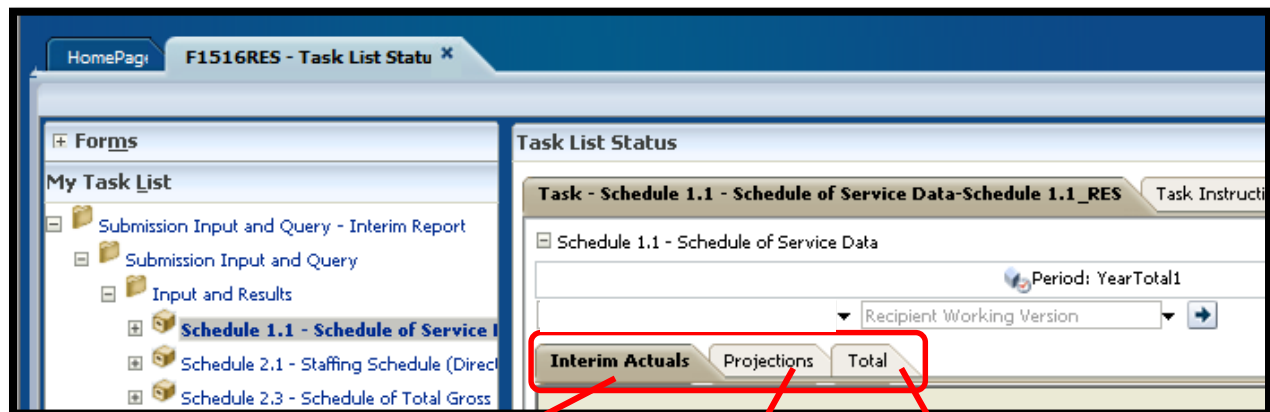 HomePage F1516RES - Task List Statu ×
Forms
My Task List
Submission Input and Query - Interim Report
Submission Input and Query
Input and Results
Schedule 1.1 - Schedule of Service
Schedule 2.1 - Staffing Schedule (Direct
Schedule 2.3 - Schedule of Total Gross
Task List Status
Task - Schedule 1.1 - Schedule of Service Data-Schedule 1.1_RES Task Instructi
Schedule 1.1 - Schedule of Service Data
Period: YearTotal1
Recipient Working Version
Interim Actuals Projections Total